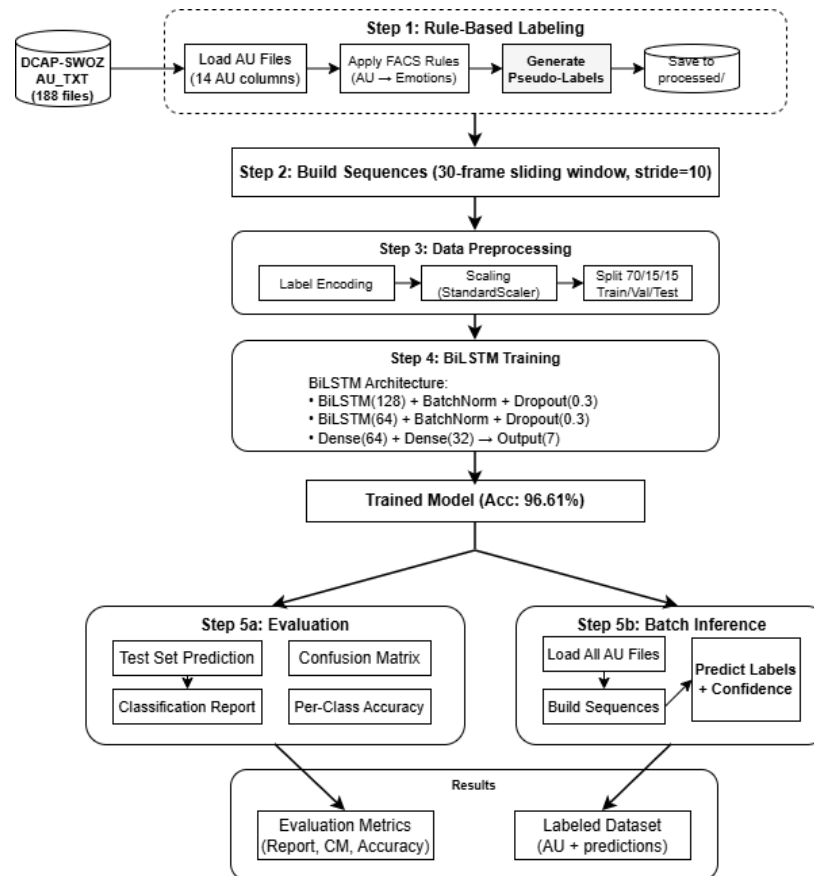 Step 1: Rule-Based Labeling
DCAP-SWOZ
AU_TXT
(188 files)
Load AU Files
(14 AU columns)
Apply FACS Rules
(AU → Emotions)
Generate
Pseudo-Labels
Save to
processed/
Step 2: Build Sequences (30-frame sliding window, stride=10)
Step 3: Data Preprocessing
Label Encoding
Scaling
(StandardScaler)
Split 70/15/15
Train/Val/Test
Step 4: BiLSTM Training
BiLSTM Architecture:
• BiLSTM(128) + BatchNorm + Dropout(0.3)
• BiLSTM(64) + BatchNorm + Dropout(0.3)
• Dense(64) + Dense(32) → Output(7)
Trained Model (Acc: 96.61%)
Step 5a: Evaluation
Test Set Prediction
Confusion Matrix
Classification Report
Per-Class Accuracy
Step 5b: Batch Inference
Load All AU Files
Build Sequences
Predict Labels
+ Confidence
Results
Evaluation Metrics
(Report, CM, Accuracy)
Labeled Dataset
(AU + predictions)